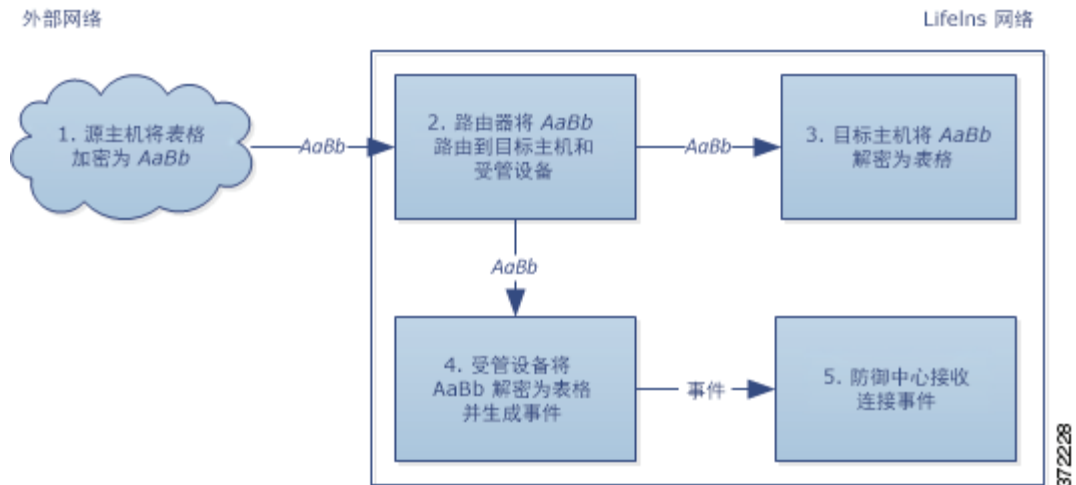 外部网络
LifeIns 网络
1. 源主机将表格
加密为 AaBb
AaBb
2. 路由器将 AaBb
路由到目标主机和
受管设备
AaBb
3. 目标主机将 AaBb
解密为表格
AaBb
4. 受管设备将
AaBb 解密为表格
并生成事件
事件
5. 防御中心接收
连接事件
372228